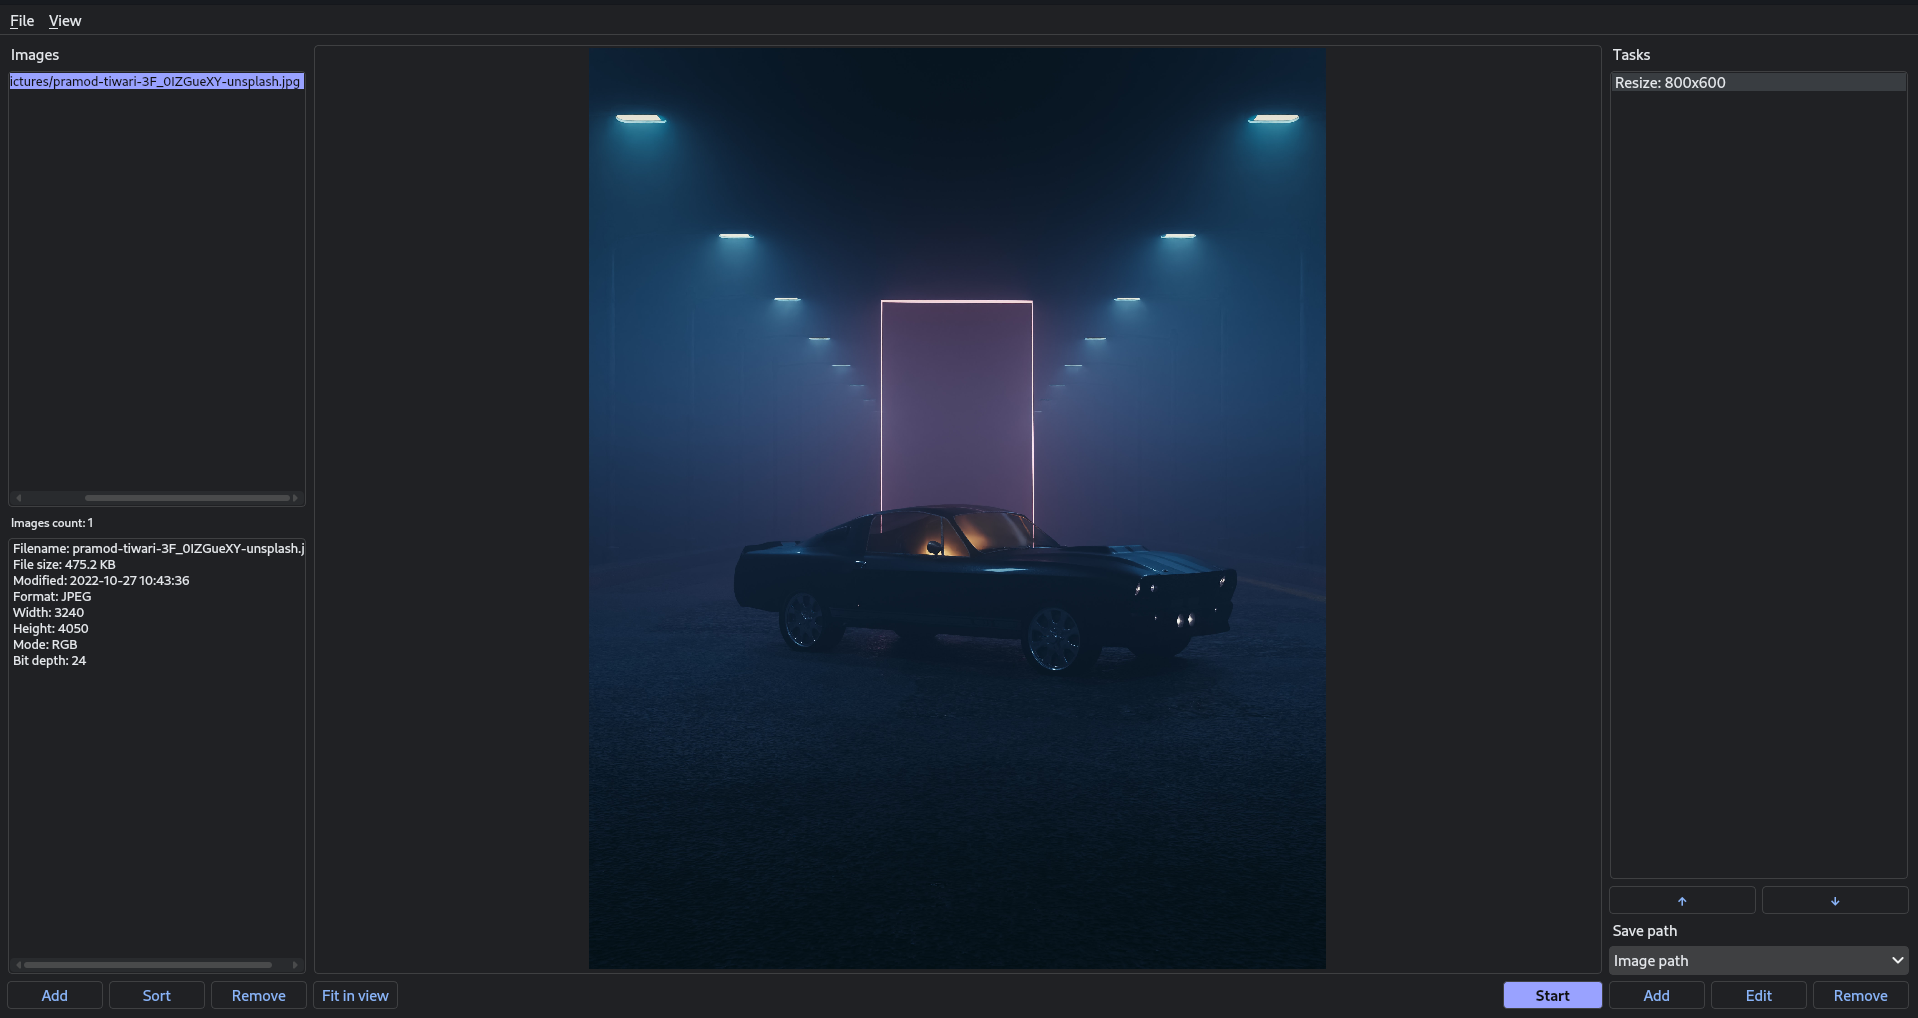 File View
Images
ictures/pramod-tiwari-3F_0IZGueXY-unsplash.jpg
Images count: 1
Filename: pramod-tiwari-3F_0IZGueXY-unsplash.j
File size: 475.2 KB
Modified: 2022-10-27 10:43:36
Format: JPEG
Width: 3240
Height: 4050
Mode: RGB
Bit depth: 24
Add Sort Remove Fit in view
Tasks
Resize: 800x600
↑ ↓
Save path
Image path
Start Add Edit Remove